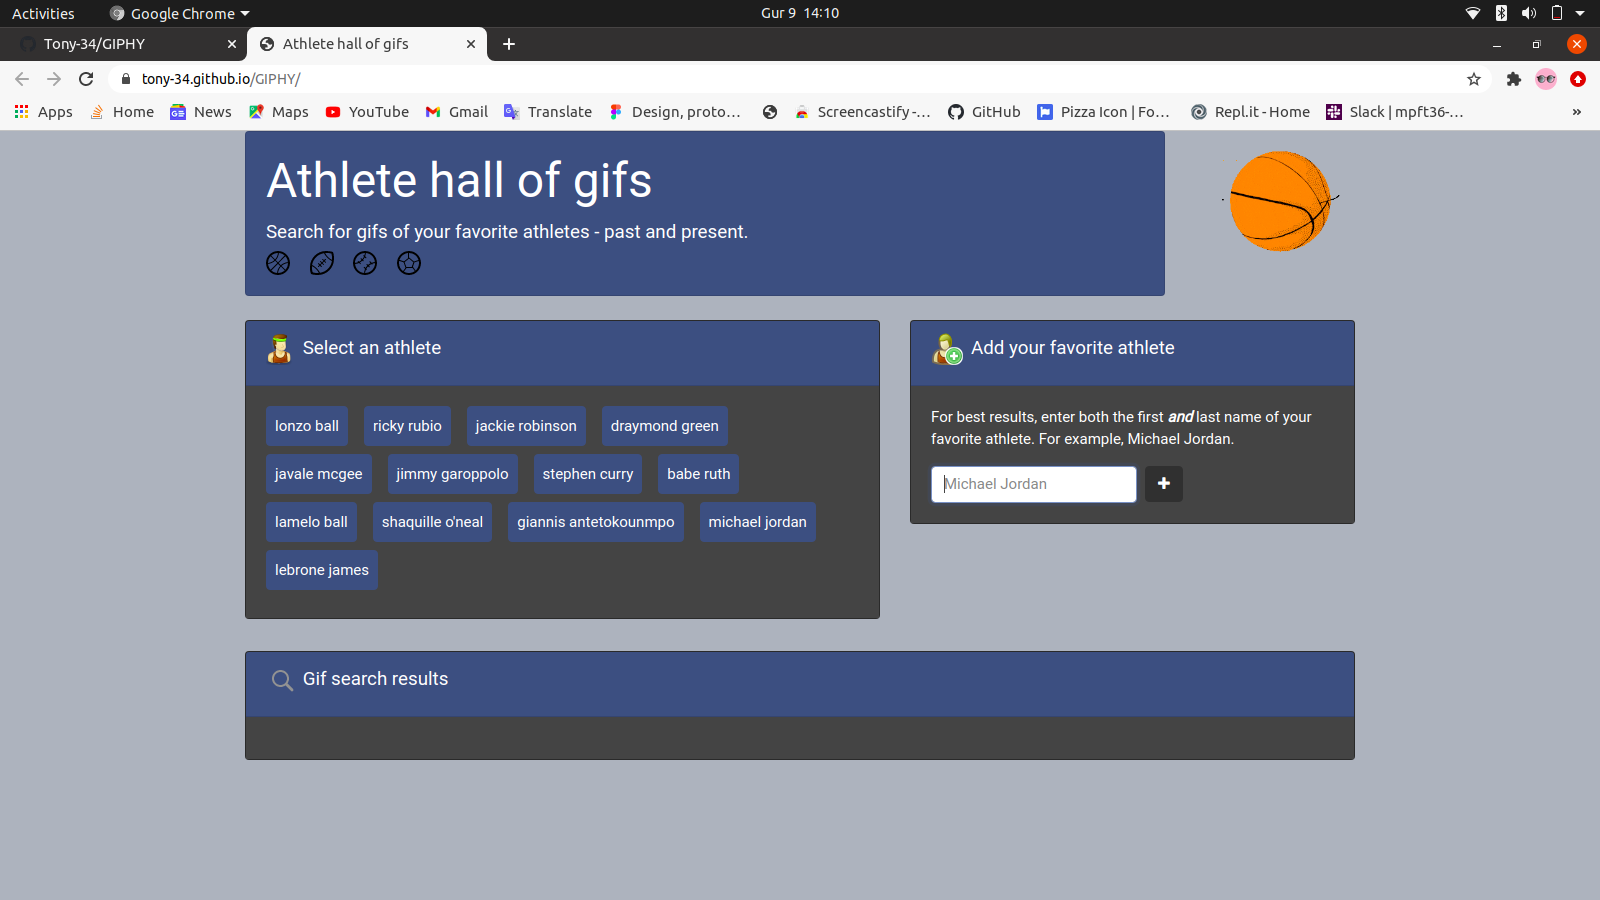 Activities Google Chrome Gur 9 14:10
Tony-34/GIPHY Athlete hall of gifs
tony-34.github.io/GIPHY/
Apps Home News Maps YouTube Gmail Translate Design, proto... Screencastify -... GitHub Pizza Icon | Fo... Repl.it - Home Slack | mpft36-... »
Athlete hall of gifs
Search for gifs of your favorite athletes - past and present.
Select an athlete
lonzo ball ricky rubio jackie robinson draymond green
javale mcgee jimmy garoppolo stephen curry babe ruth
lamelo ball shaquille o'neal giannis antetokounmpo michael jordan
lebrone james
Add your favorite athlete
For best results, enter both the first and last name of your
favorite athlete. For example, Michael Jordan.
Michael Jordan
Gif search results